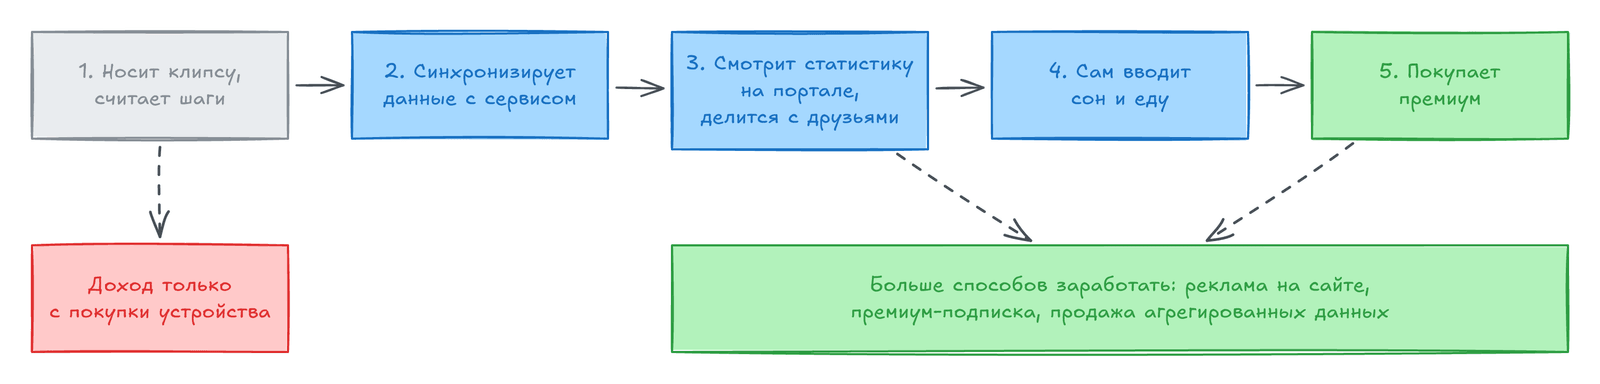 1. Носит клипсу,
считает шаги
2. Синхронизирует
данные с сервисом
3. Смотрит статистику
на портале,
делится с друзьями
4. Сам вводит
сон и еду
5. Покупает
премиум
Доход только
с покупки устройства
Больше способов заработать: реклама на сайте,
премиум-подписка, продажа агрегированных данных